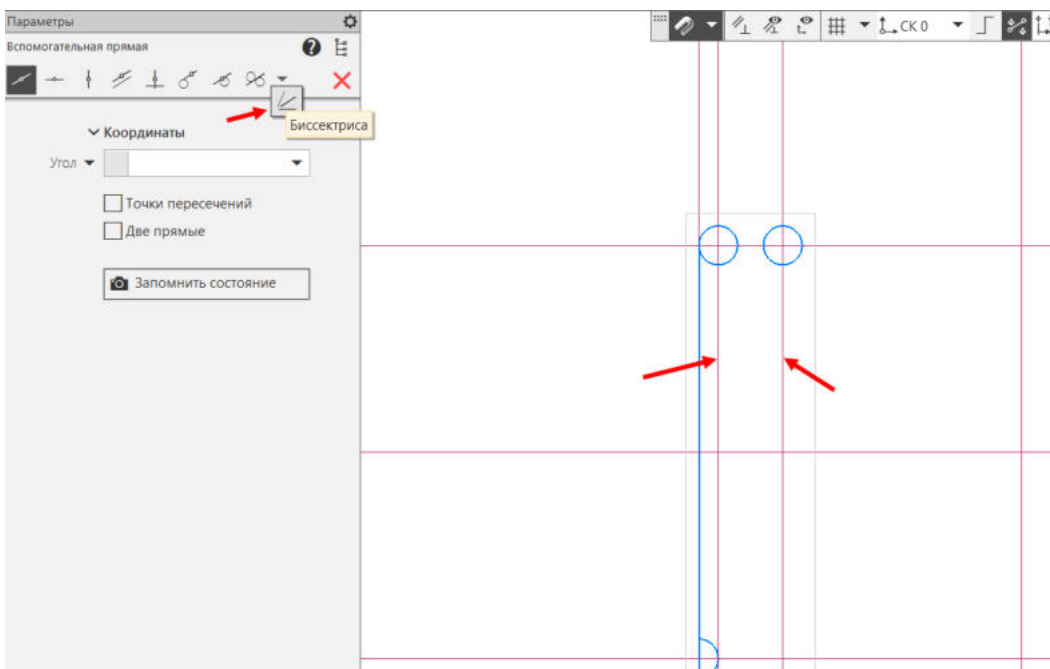 Параметры
Вспомогательная прямая
Биссектриса
Координаты
Угол
Точки пересечений
Две прямые
Запомнить состояние
СК 0